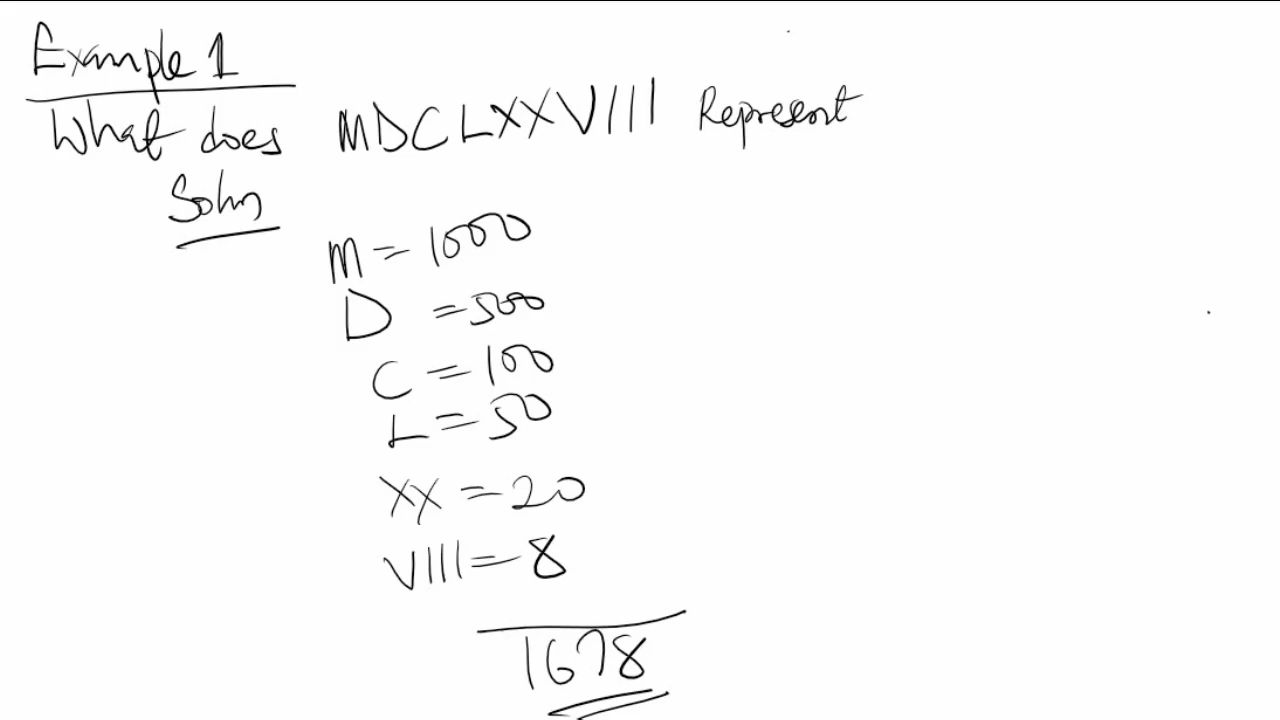 Example 1
What does MDCLXXVIII Represent
Soln
M = 1000
D = 500
C = 100
L = 50
XX = 20
VIII = 8
1678